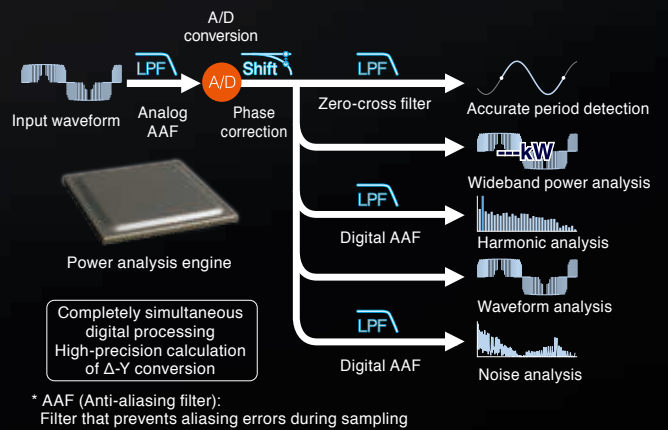 A/D
conversion
LPF
A/D
Shift
LPF
Input waveform
Analog
AAF
Phase
correction
Zero-cross filter
Accurate period detection
---kW
Wideband power analysis
LPF
Digital AAF
Harmonic analysis
Power analysis engine
Waveform analysis
Completely simultaneous
digital processing
High-precision calculation
of Δ-Y conversion
LPF
Digital AAF
Noise analysis
* AAF (Anti-aliasing filter):
Filter that prevents aliasing errors during sampling